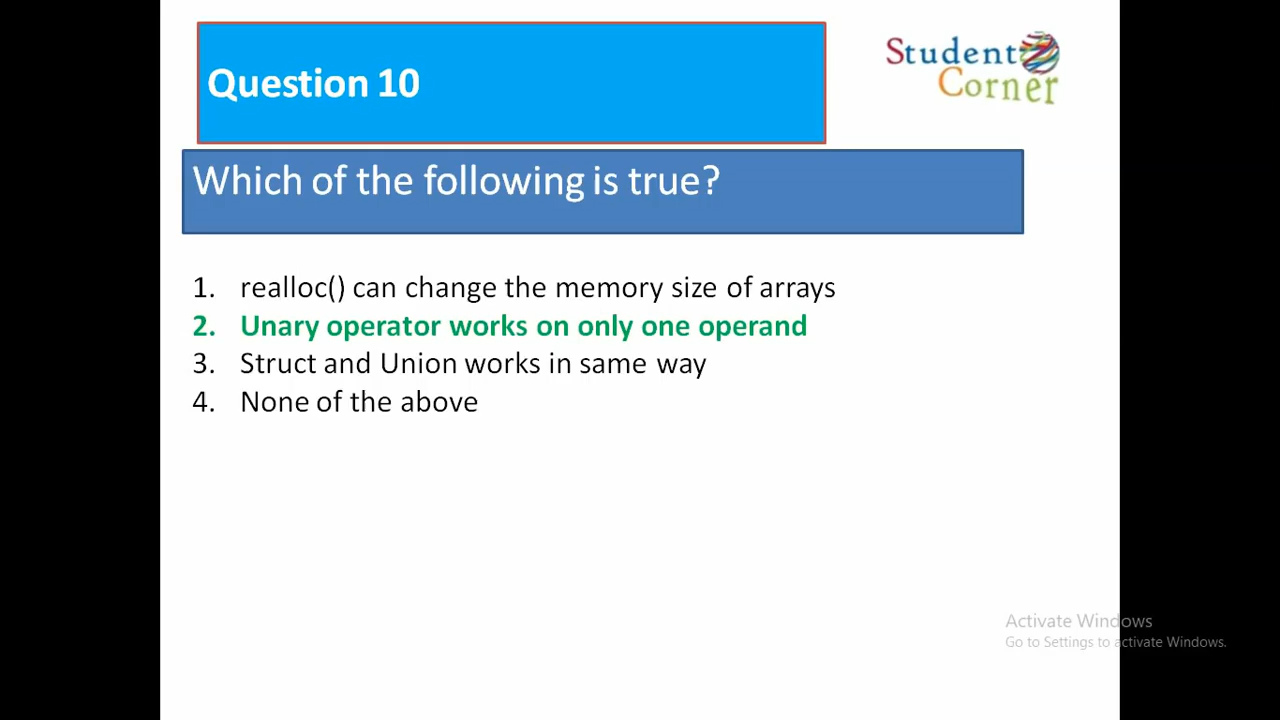 Question 10
Student
Corner
Which of the following is true?
1. realloc() can change the memory size of arrays
2. Unary operator works on only one operand
3. Struct and Union works in same way
4. None of the above
Activate Windows
Go to Settings to activate Windows.